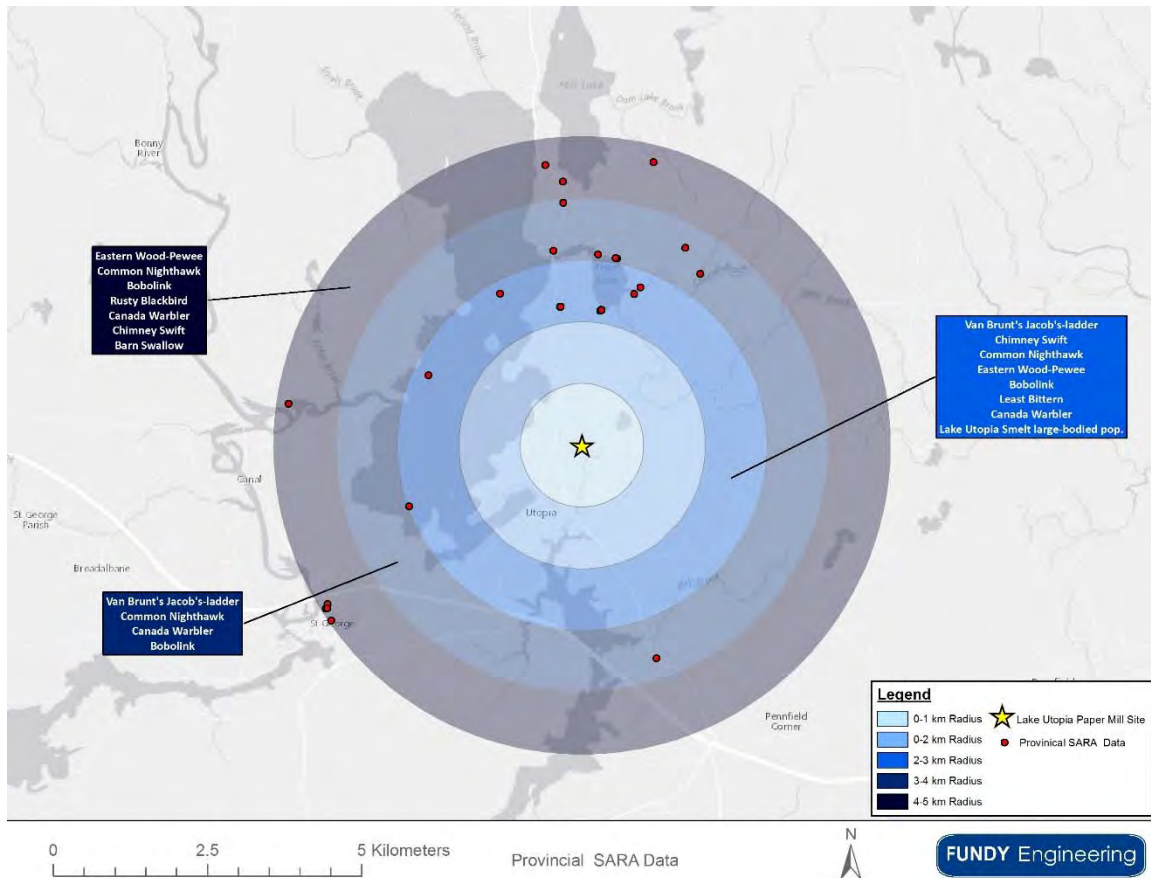 Bonny
River
Mill Lake
Eastern Wood-Pewee
Common Nighthawk
Bobolink
Rusty Blackbird
Canada Warbler
Chimney Swift
Barn Swallow
Van Brunt's Jacob's-ladder
Chimney Swift
Common Nighthawk
Eastern Wood-Pewee
Bobolink
Least Bittern
Canada Warbler
Lake Utopia Smelt large-bodied pop.
Canal
St. George
Parish
Utopia
Breadalbane
Van Brunt's Jacob's-ladder
Common Nighthawk
Canada Warbler
Bobolink
St. George
Pennfield
Corner
Legend
0-1 km Radius
0-2 km Radius
2-3 km Radius
3-4 km Radius
4-5 km Radius
Lake Utopia Paper Mill Site
Provinical SARA Data
0 2.5 5 Kilometers
Provincial SARA Data
N
FUNDY Engineering